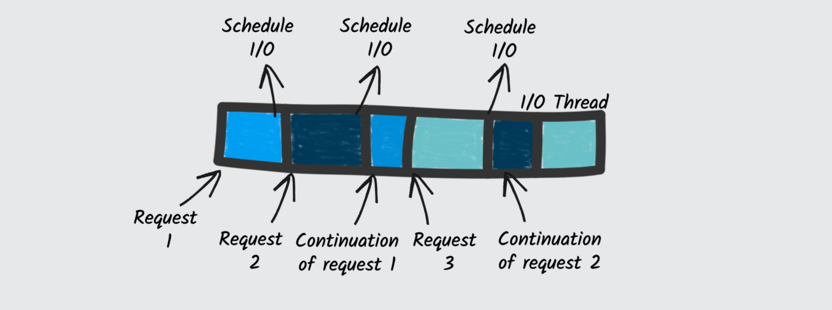 Schedule
I/O
Schedule
I/O
Schedule
I/O
I/O Thread
Request
1
Request
2
Continuation
of request 1
Request
3
Continuation
of request 2